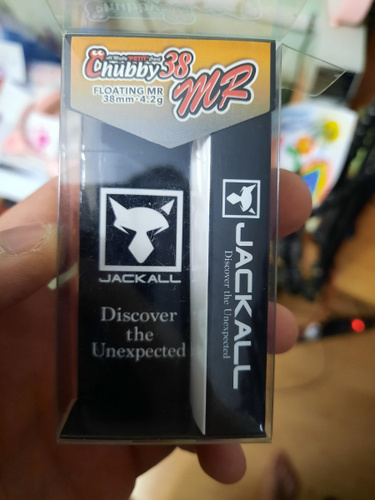 Chubby38
MR
FLOATING MR
38mm・4.2g
JACKALL
Discover
the
Unexpected
JACKALL
Discover the Unexpected